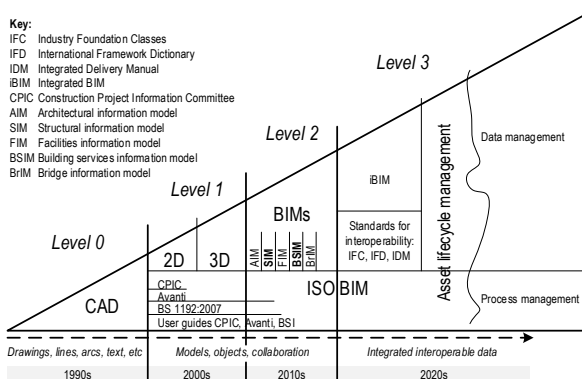 Key:
IFC Industry Foundation Classes
IFD International Framework Dictionary
IDM Integrated Delivery Manual
iBIM Integrated BIM
CPIC Construction Project Information Committee
AIM Architectural information model
SIM Structural information model
FIM Facilities information model
BSIM Building services information model
BrIM Bridge information model
Level 0
Level 1
Level 2
Level 3
CAD
2D
3D
BIMs
AIM
SIM
FIM
BSIM
BrIM
iBIM
Standards for
interoperability:
IFC, IFD, IDM
Asset lifecycle management
Data management
Process management
ISO BIM
CPIC
Avanti
BS 1192:2007
User guides CPIC, Avanti, BSI
Drawings, lines, arcs, text, etc
Models, objects, collaboration
Integrated interoperable data
1990s
2000s
2010s
2020s